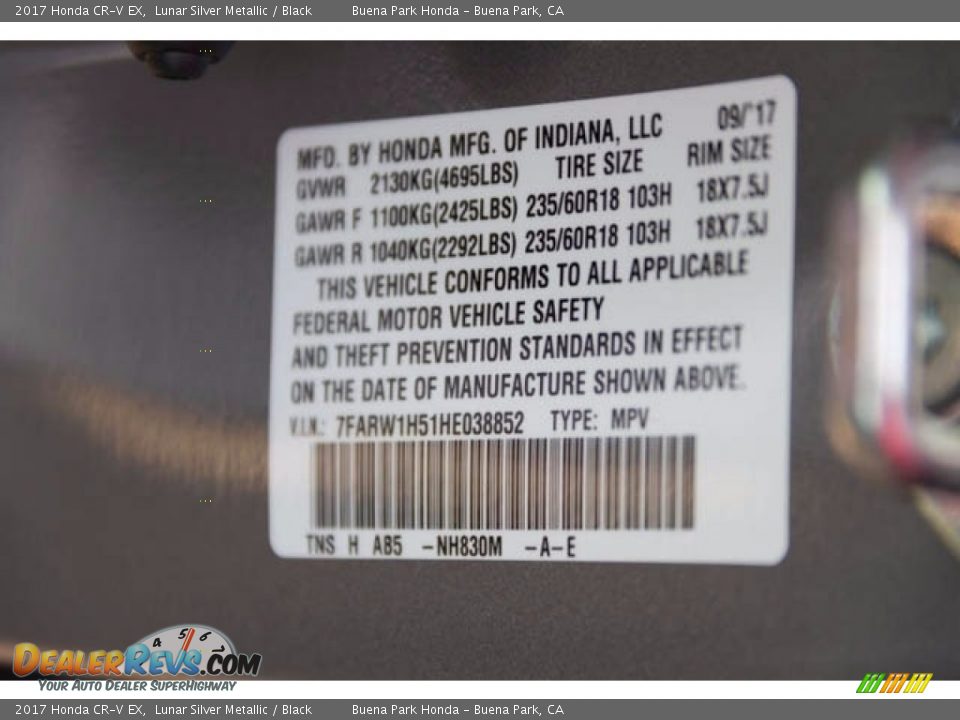 2017 Honda CR-V EX, Lunar Silver Metallic / Black Buena Park Honda - Buena Park, CA
MFD. BY HONDA MFG. OF INDIANA, LLC 09/'17
GVWR 2130KG(4695LBS) TIRE SIZE RIM SIZE
GAWR F 1100KG(2425LBS) 235/60R18 103H 18X7.5J
GAWR R 1040KG(2292LBS) 235/60R18 103H 18X7.5J
THIS VEHICLE CONFORMS TO ALL APPLICABLE
FEDERAL MOTOR VEHICLE SAFETY
AND THEFT PREVENTION STANDARDS IN EFFECT
ON THE DATE OF MANUFACTURE SHOWN ABOVE.
V.I.N.: 7FARW1H51HE038852 TYPE: MPV
TNS H A85 -NH830M -A-E
4 5 6
DEALERREVS.COM
YOUR AUTO DEALER SUPERHIGHWAY
2017 Honda CR-V EX, Lunar Silver Metallic / Black Buena Park Honda - Buena Park, CA